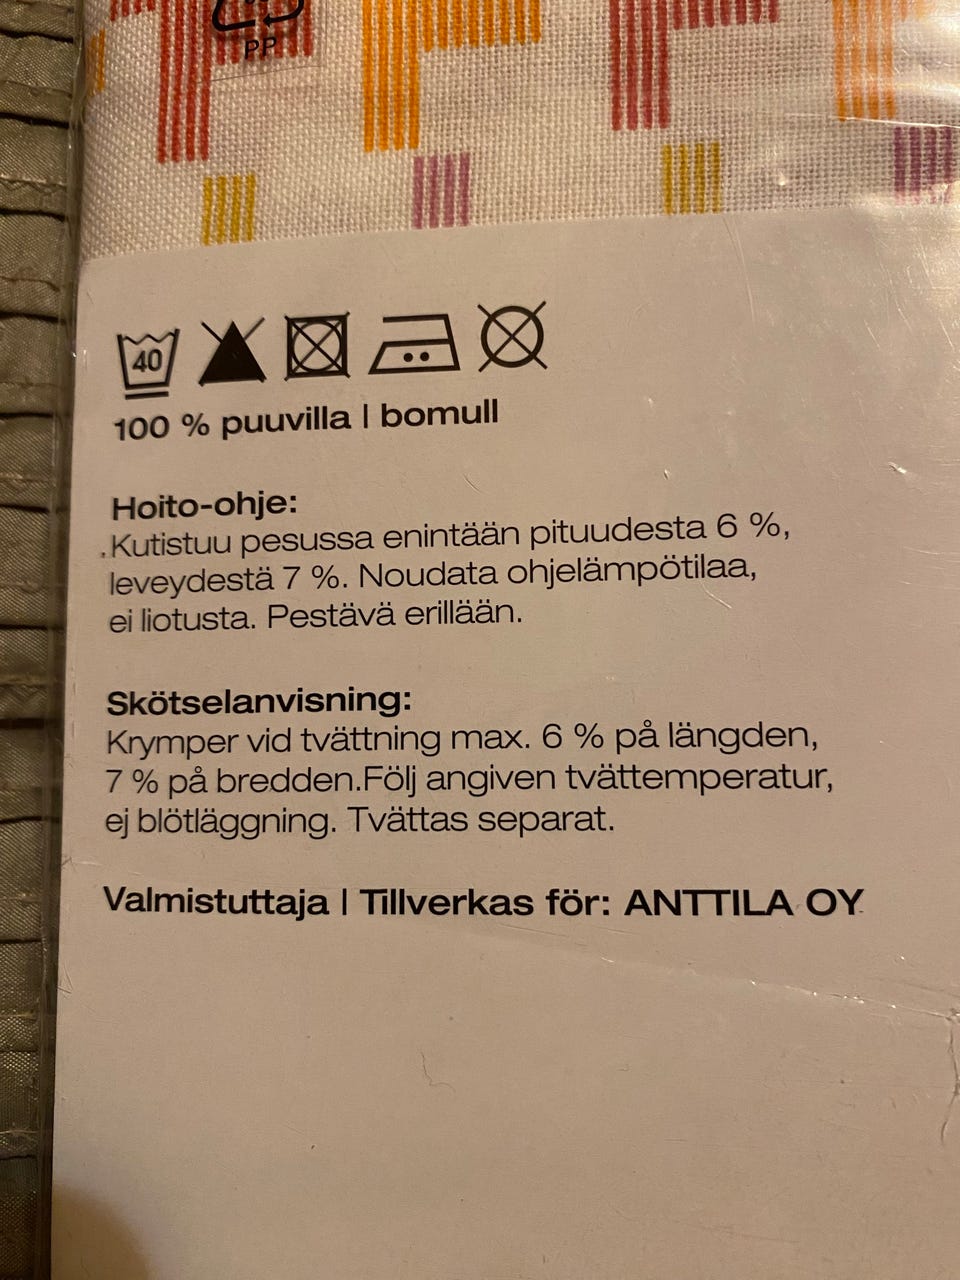 PP
40
100 % puuvilla | bomull
Hoito-ohje:
.Kutistuu pesussa enintään pituudesta 6 %,
leveydestä 7 %. Noudata ohjelämpötilaa,
ei liotusta. Pestävä erillään.
Skötselanvisning:
Krymper vid tvättning max. 6 % på längden,
7 % på bredden.Följ angiven tvättemperatur,
ej blötläggning. Tvättas separat.
Valmistuttaja | Tillverkas för: ANTTILA OY